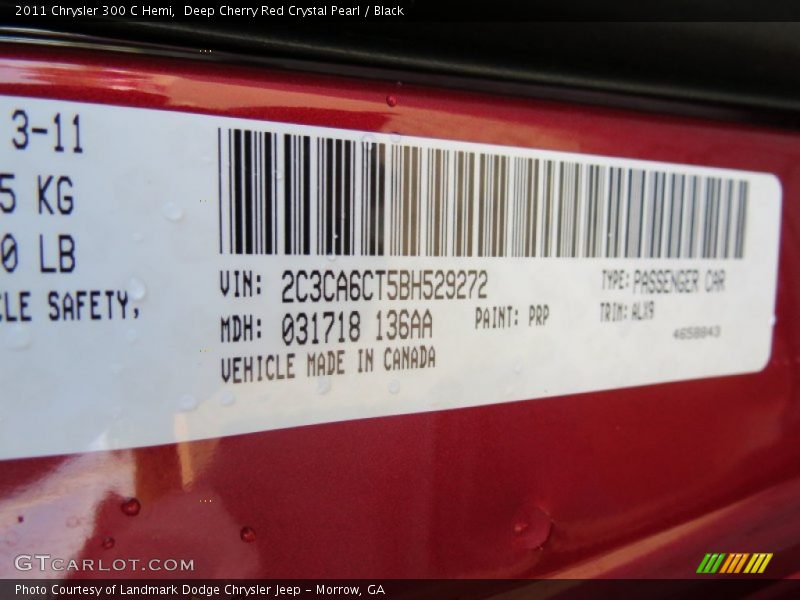 2011 Chrysler 300 C Hemi,  Deep Cherry Red Crystal Pearl / Black
3-11
5 KG
0 LB
CLE SAFETY,
VIN: 2C3CA6CT5BH529272
TYPE: PASSENGER CAR
MDH: 031718 136AA
PAINT: PRP
TRIM: ALX9
4658843
VEHICLE MADE IN CANADA
GTCARLOT.COM
Photo Courtesy of Landmark Dodge Chrysler Jeep - Morrow, GA